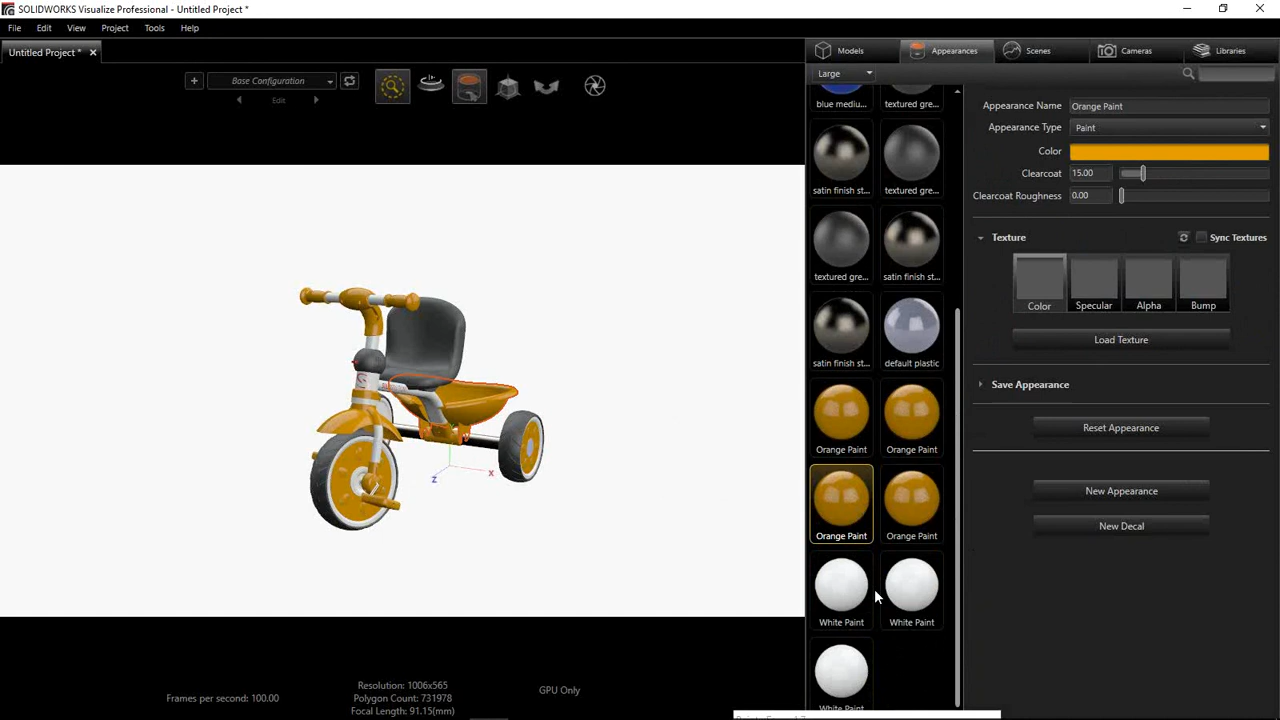 SOLIDWORKS Visualize Professional - Untitled Project *
File Edit View Project Tools Help
Untitled Project *
Base Configuration
Edit
Models Appearances Scenes Cameras Libraries
Large
blue mediu... textured gre...
satin finish st... textured gre...
textured gre... satin finish st...
satin finish st... default plastic
Orange Paint Orange Paint
Orange Paint Orange Paint
White Paint White Paint
White Paint
Appearance Name Orange Paint
Appearance Type Paint
Color
Clearcoat 15.00
Clearcoat Roughness 0.00
Texture Sync Textures
Color Specular Alpha Bump
Load Texture
Save Appearance
Reset Appearance
New Appearance
New Decal
Z X
Frames per second: 100.00
Resolution: 1006x565
Polygon Count: 731978
Focal Length: 91.15(mm)
GPU Only